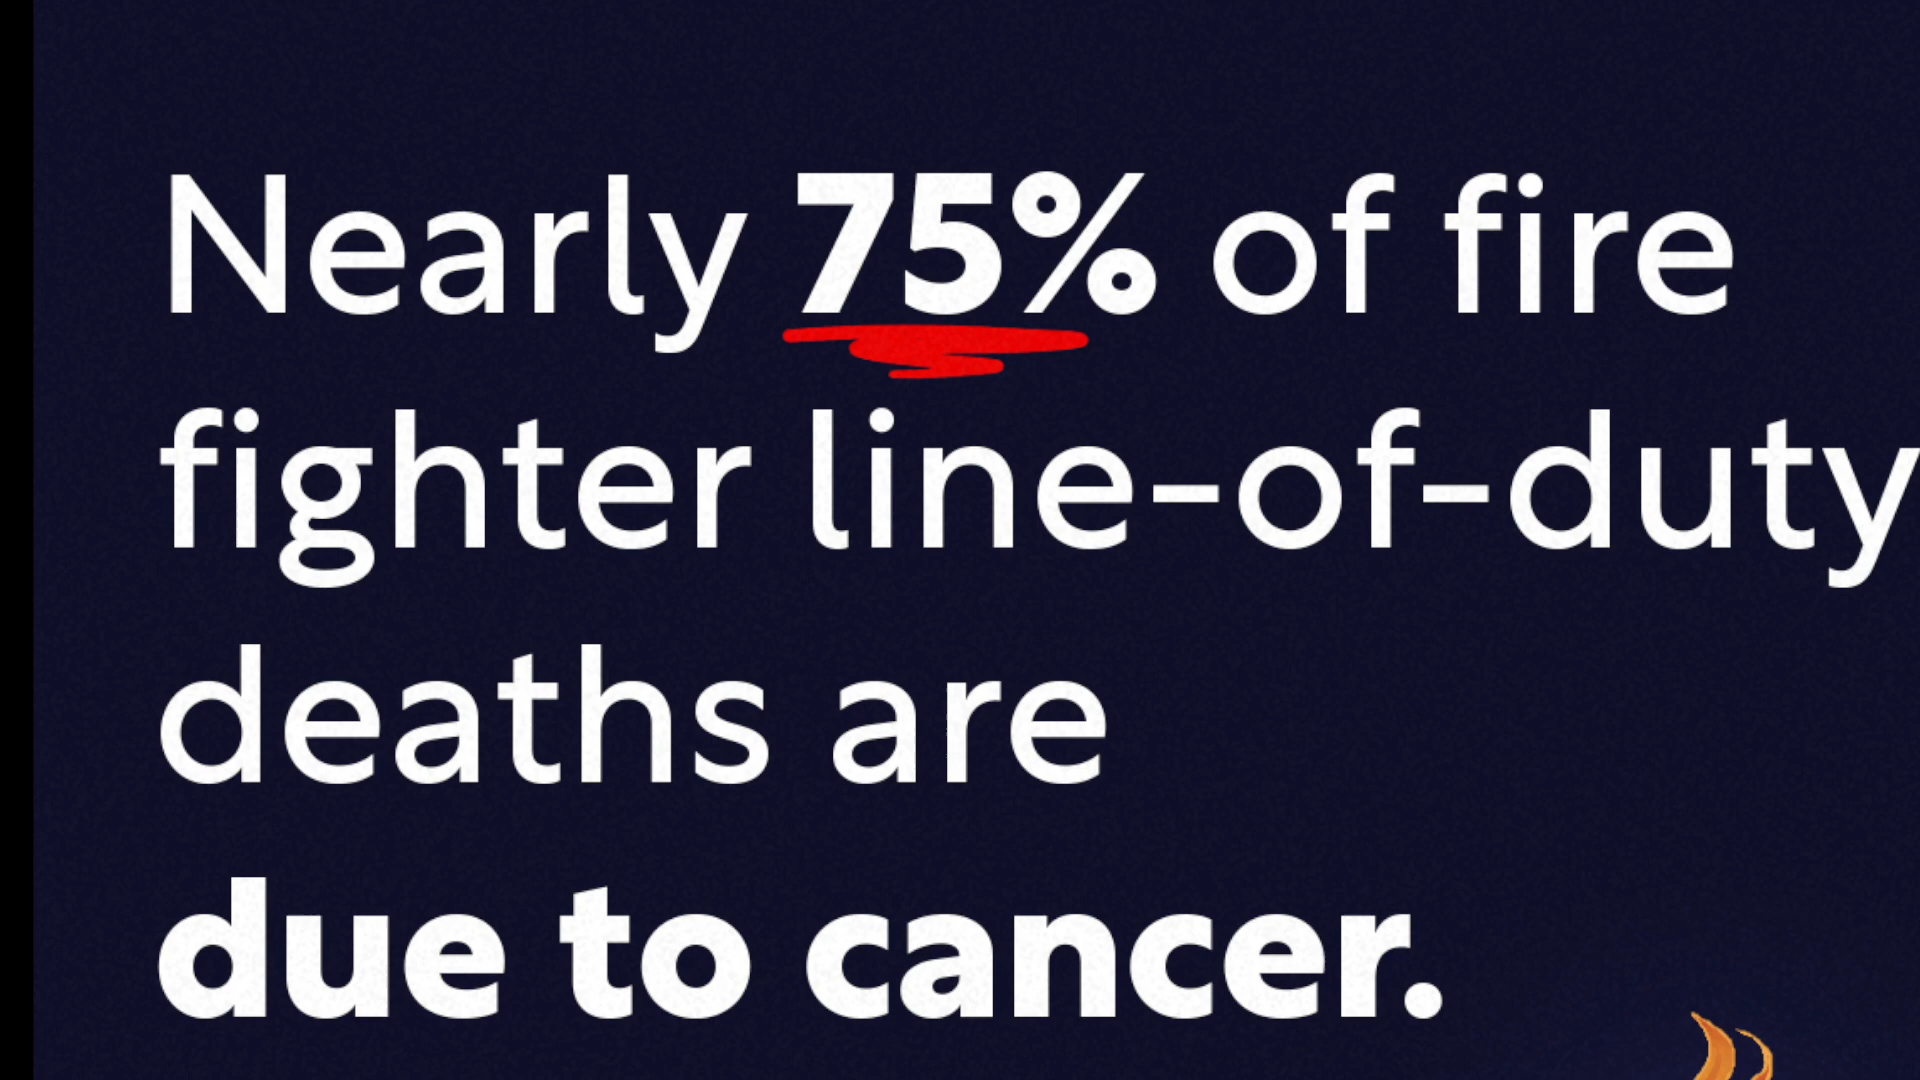 Nearly 75% of fire
fighter line-of-duty
deaths are
due to cancer.